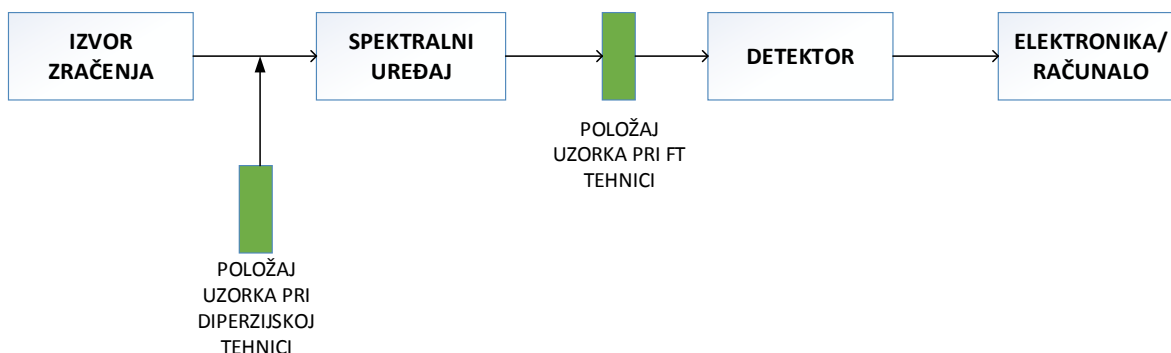 IZVOR
ZRAČENJA
SPEKTRALNI
UREĐAJ
DETEKTOR
ELEKTRONIKA/
RAČUNALO
POLOŽAJ
UZORKA PRI FT
TEHNICI
POLOŽAJ
UZORKA PRI
DIPERZIJSKOJ
TEHNICI